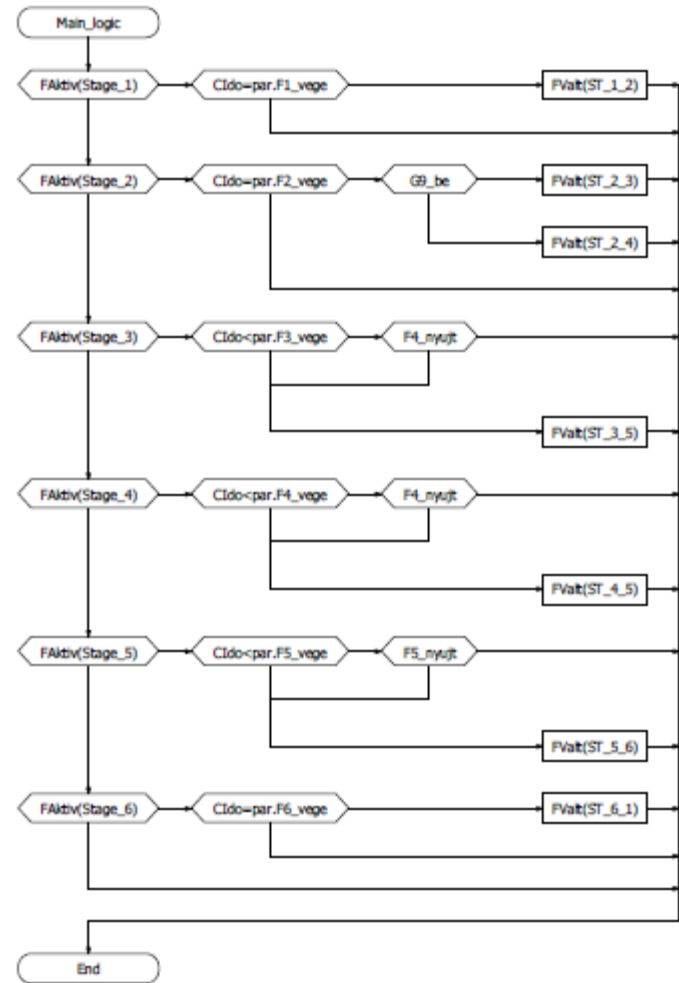 Main_logic
FAktiv(Stage_1) CIdo=par.F1_vege FValt(ST_1_2)
FAktiv(Stage_2) CIdo=par.F2_vege G9_be FValt(ST_2_3)
FValt(ST_2_4)
FAktiv(Stage_3) CIdo<par.F3_vege F4_nyujt
FValt(ST_3_5)
FAktiv(Stage_4) CIdo<par.F4_vege F4_nyujt
FValt(ST_4_5)
FAktiv(Stage_5) CIdo<par.F5_vege F5_nyujt
FValt(ST_5_6)
FAktiv(Stage_6) CIdo=par.F6_vege FValt(ST_6_1)
End